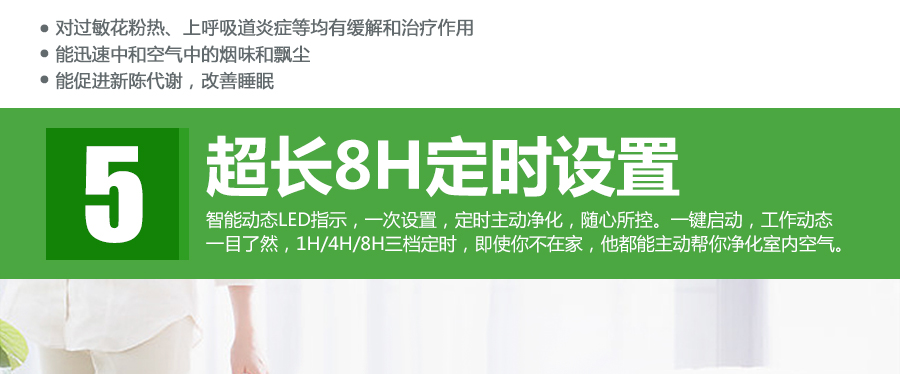 • 对过敏花粉热、上呼吸道炎症等均有缓解和治疗作用
• 能迅速中和空气中的烟味和飘尘
• 能促进新陈代谢，改善睡眠
5
超长8H定时设置
智能动态LED指示，一次设置，定时主动净化，随心所控。一键启动，工作动态
一目了然，1H/4H/8H三档定时，即使你不在家，他都能主动帮你净化室内空气。